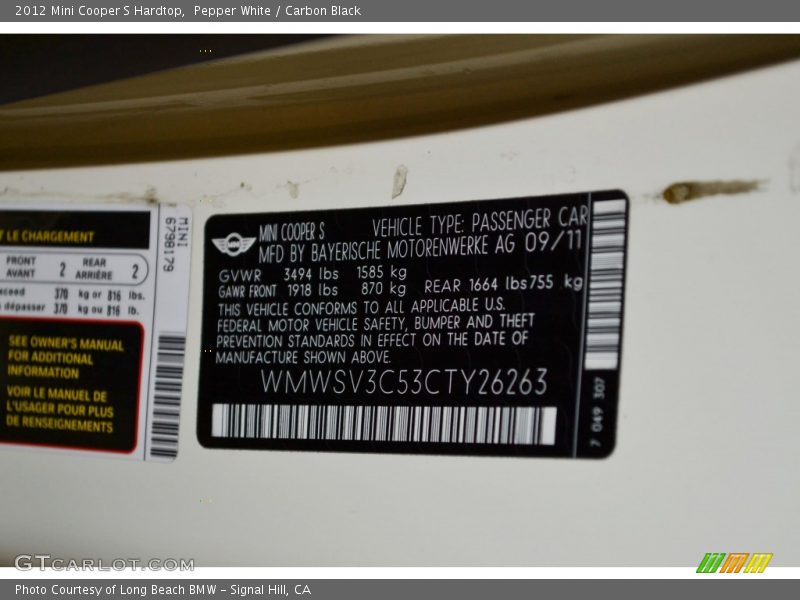 2012 Mini Cooper S Hardtop,  Pepper White / Carbon Black
T LE CHARGEMENT
FRONT
AVANT 2 REAR
ARRIÈRE 2
xceed 370 kg or 816 lbs.
dépasser 370 kg ou 816 lb.
SEE OWNER'S MANUAL
FOR ADDITIONAL
INFORMATION
VOIR LE MANUEL DE
L'USAGER POUR PLUS
DE RENSEIGNEMENTS
MINI
6798179
MINI
MINI COOPER S VEHICLE TYPE: PASSENGER CAR
MFD BY BAYERISCHE MOTORENWERKE AG 09/11
GVWR 3494 lbs 1585 kg
GAWR FRONT 1918 lbs 870 kg REAR 1664 lbs755 kg
THIS VEHICLE CONFORMS TO ALL APPLICABLE U.S.
FEDERAL MOTOR VEHICLE SAFETY, BUMPER AND THEFT
PREVENTION STANDARDS IN EFFECT ON THE DATE OF
MANUFACTURE SHOWN ABOVE.
WMWSV3C53CTY26263
7 049 307
GTCARLOT.COM
Photo Courtesy of Long Beach BMW - Signal Hill, CA